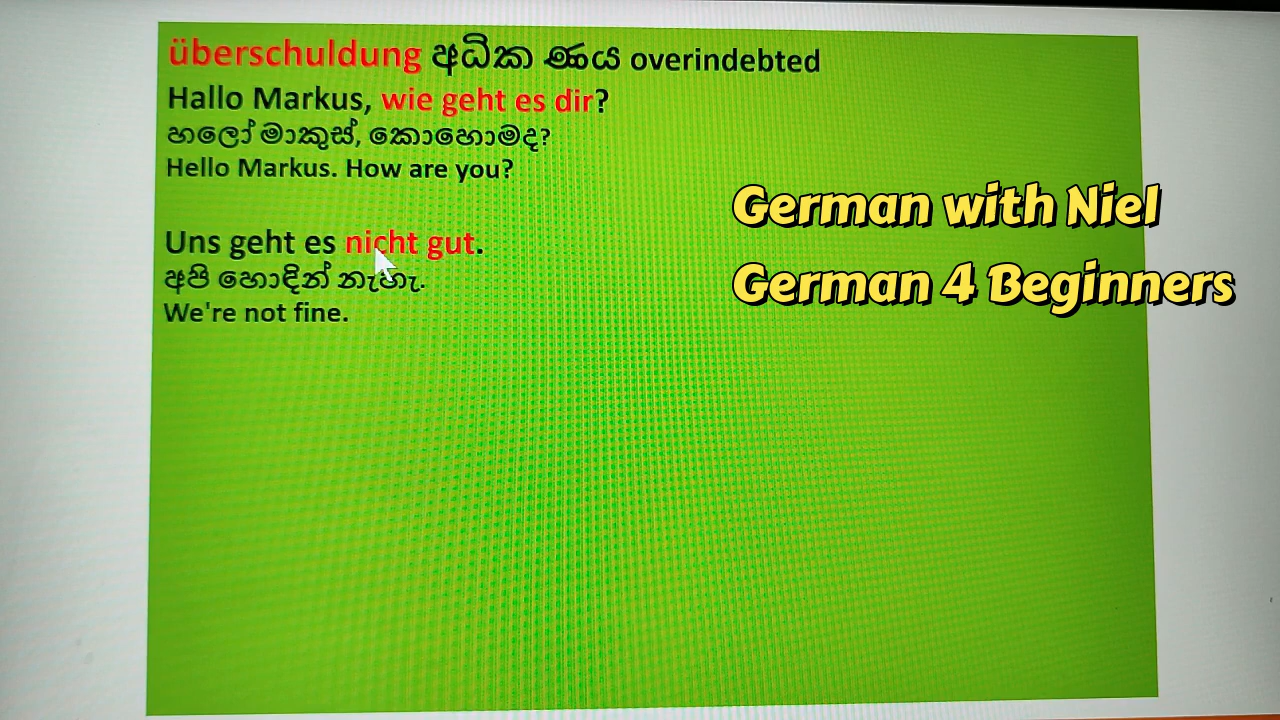 überschuldung අධික ණය overindebted
Hallo Markus, wie geht es dir?
හලෝ මාකුස්, කොහොමද?
Hello Markus. How are you?
Uns geht es nicht gut.
අපි හොඳින් නැහැ.
We're not fine.
German with Niel
German 4 Beginners